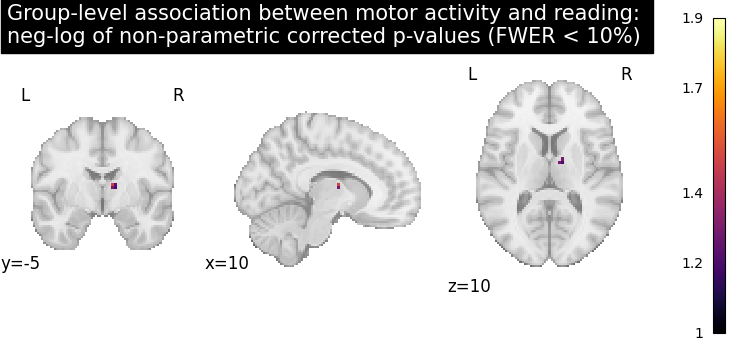 Group-level association between motor activity and reading:
neg-log of non-parametric corrected p-values (FWER < 10%)
L R
L R
y=-5
x=10
z=10
1.9
1.7
1.4
1.2
1